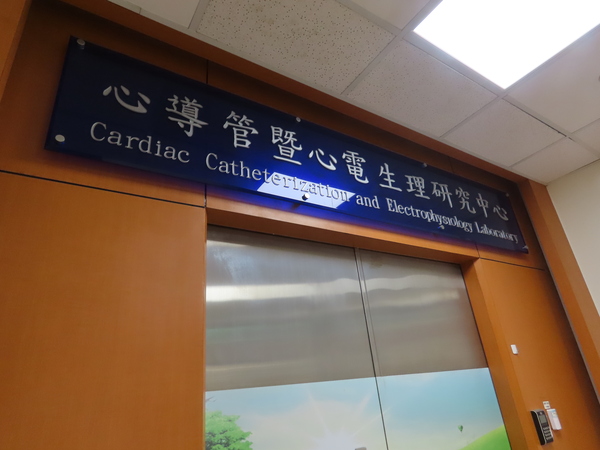 心導管暨心電生理研究中心
Cardiac Catheterization and Electrophysiology Laboratory